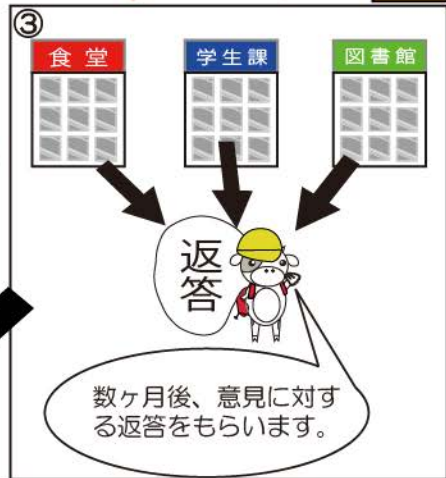 ③
食堂
学生課
図書館
返答
数ヶ月後、意見に対す
る返答をもらいます。